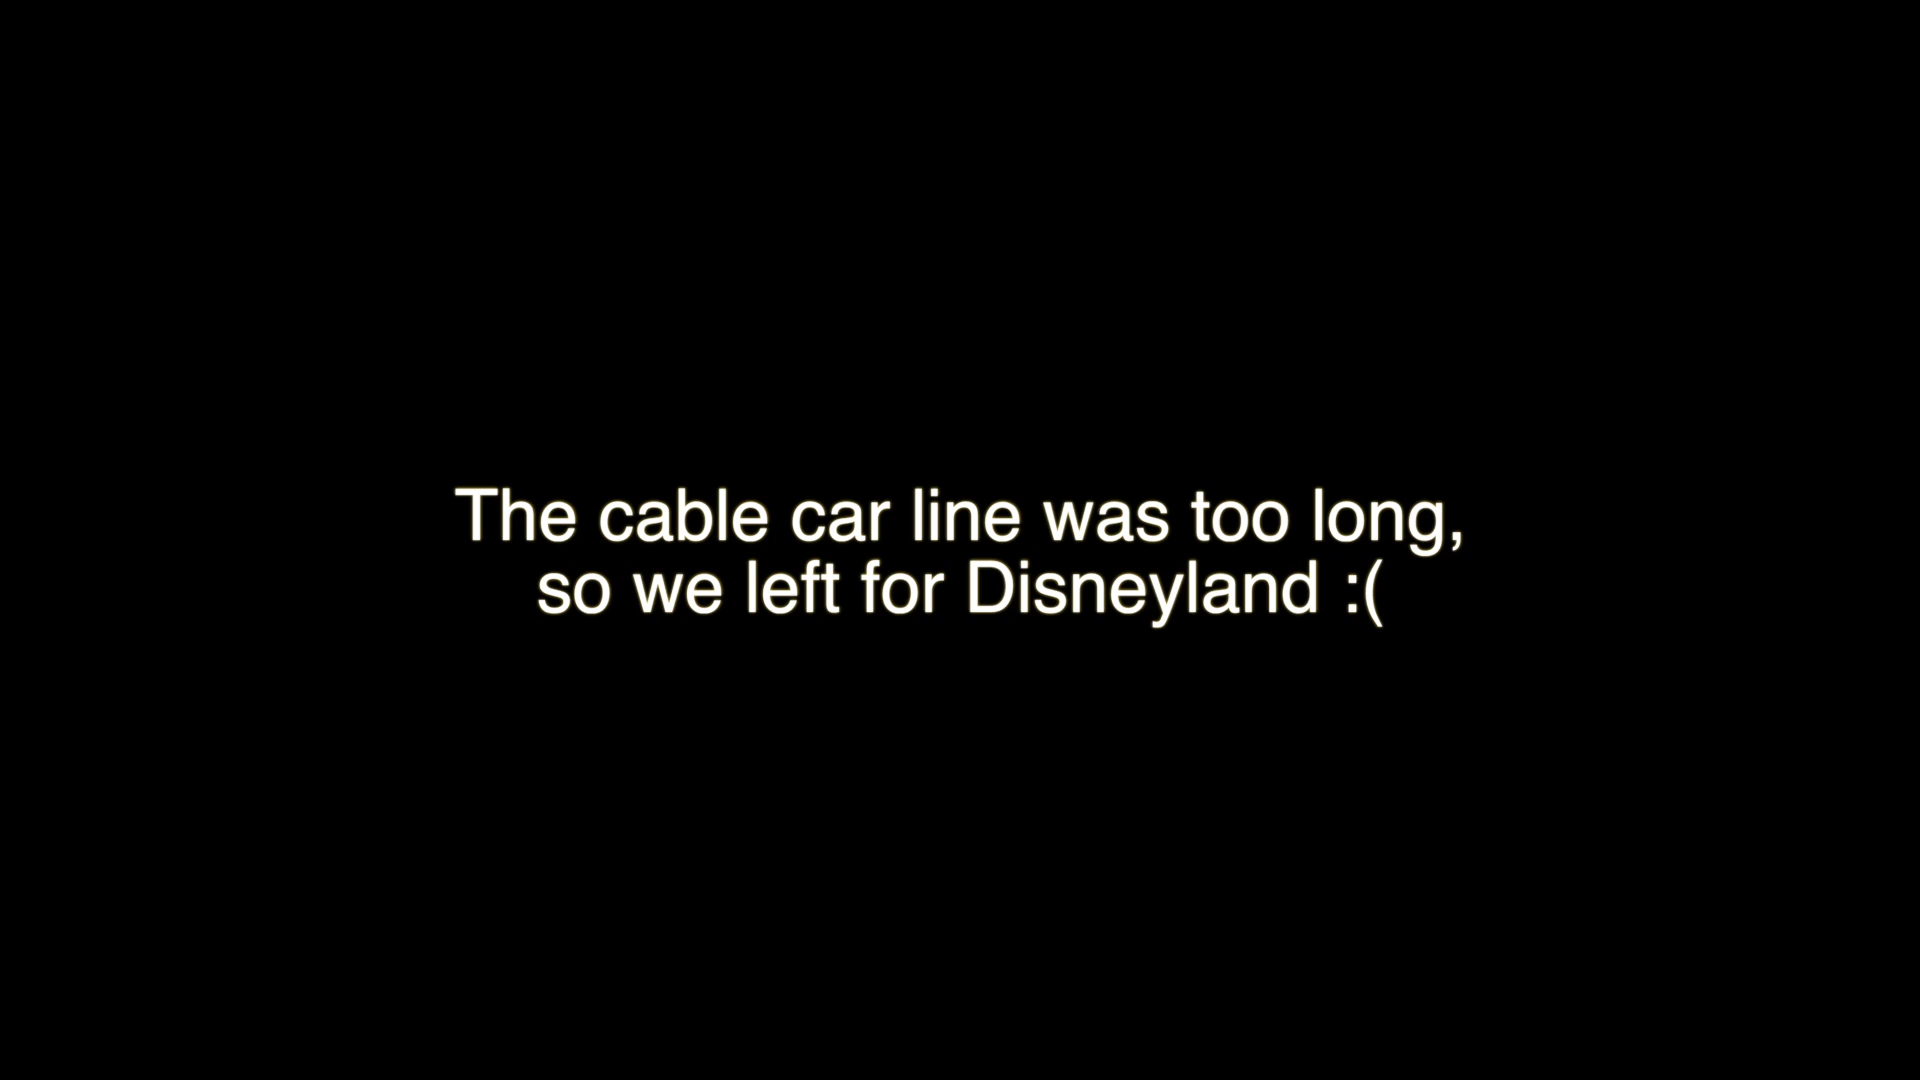 The cable car line was too long,
so we left for Disneyland :(